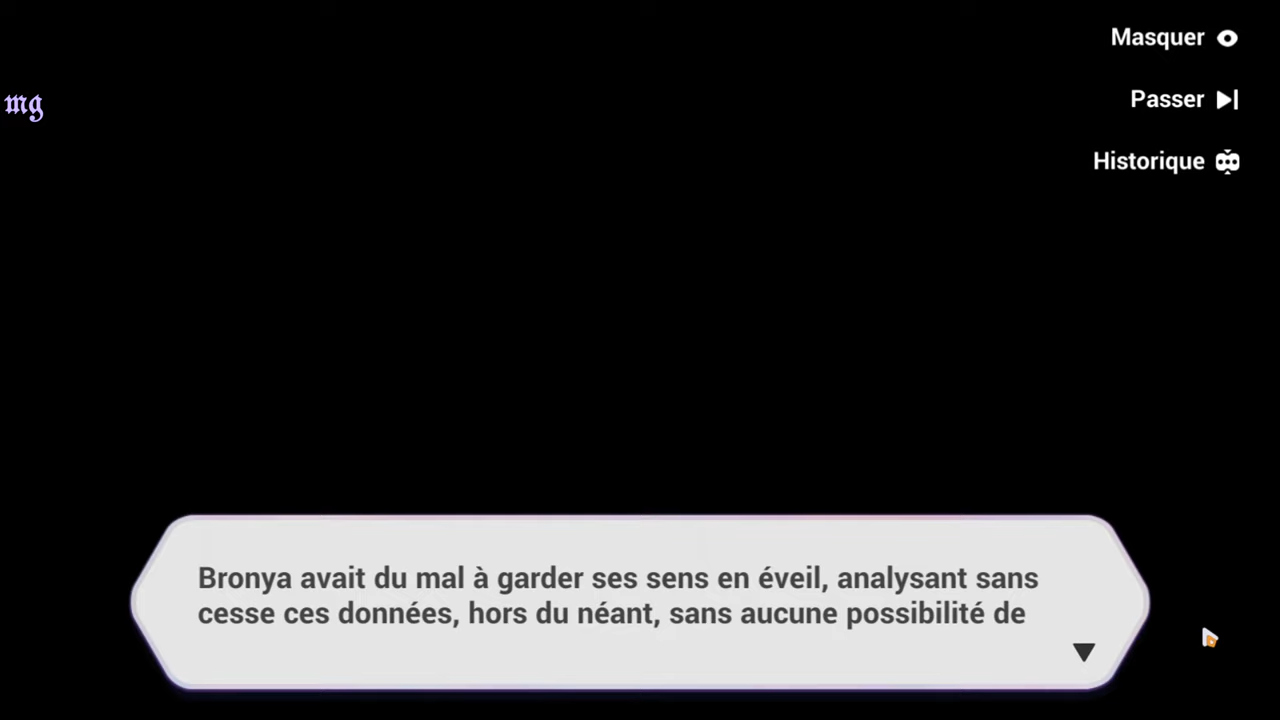 Masquer
mg
Passer
Historique
Bronya avait du mal à garder ses sens en éveil, analysant sans
cesse ces données, hors du néant, sans aucune possibilité de